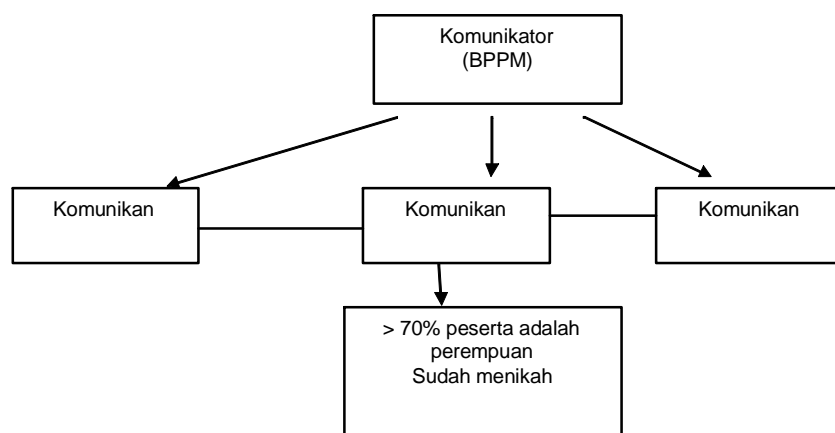 Komunikator
(BPPM)
Komunikan
Komunikan
Komunikan
> 70% peserta adalah
perempuan
Sudah menikah